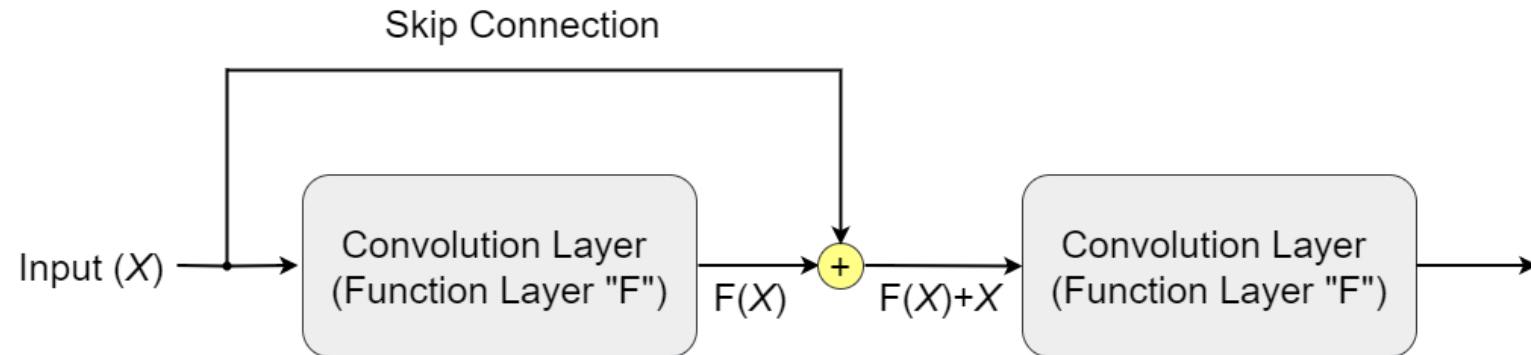 Skip Connection
Input (X)
Convolution Layer
(Function Layer "F")
F(X)
+
F(X)+X
Convolution Layer
(Function Layer "F")